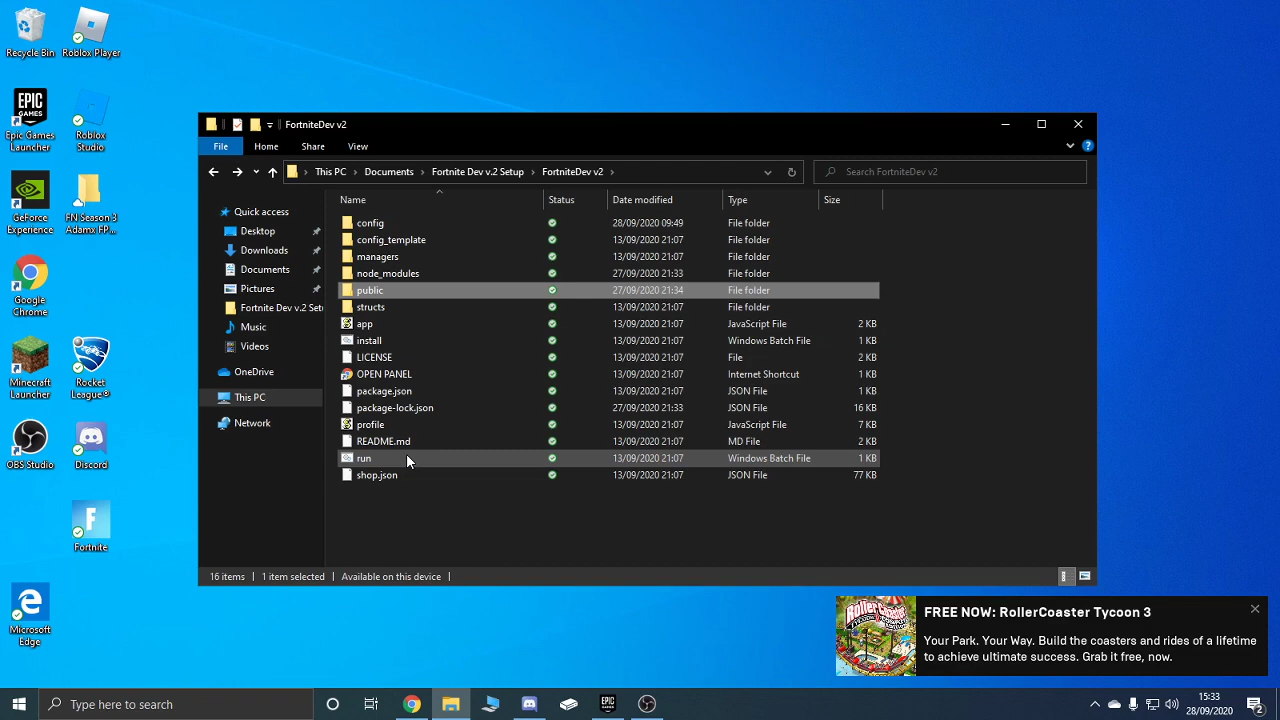 Recycle Bin
Roblox Player
Epic Games Launcher
Roblox Studio
GeForce Experience
FN Season 3 Adamx FP...
Google Chrome
Minecraft Launcher
Rocket League®
OBS Studio
Discord
Fortnite
Microsoft Edge
FortniteDev v2
File Home Share View
This PC > Documents > Fortnite Dev v.2 Setup > FortniteDev v2 >
Search FortniteDev v2
Quick access
Desktop
Downloads
Documents
Pictures
Fortnite Dev v.2 Setu
Music
Videos
OneDrive
This PC
Network
Name Status Date modified Type Size
config 28/09/2020 09:49 File folder
config_template 13/09/2020 21:07 File folder
managers 13/09/2020 21:07 File folder
node_modules 27/09/2020 21:33 File folder
public 27/09/2020 21:34 File folder
structs 13/09/2020 21:07 File folder
app 13/09/2020 21:07 JavaScript File 2 KB
install 13/09/2020 21:07 Windows Batch File 1 KB
LICENSE 13/09/2020 21:07 File 2 KB
OPEN PANEL 13/09/2020 21:07 Internet Shortcut 1 KB
package.json 13/09/2020 21:07 JSON File 1 KB
package-lock.json 27/09/2020 21:33 JSON File 16 KB
profile 13/09/2020 21:07 JavaScript File 7 KB
README.md 13/09/2020 21:07 MD File 2 KB
run 13/09/2020 21:07 Windows Batch File 1 KB
shop.json 13/09/2020 21:07 JSON File 77 KB
16 items 1 item selected Available on this device
FREE NOW: RollerCoaster Tycoon 3
Your Park. Your Way. Build the coasters and rides of a lifetime
to achieve ultimate success. Grab it free, now.
Type here to search
15:33
28/09/2020
2